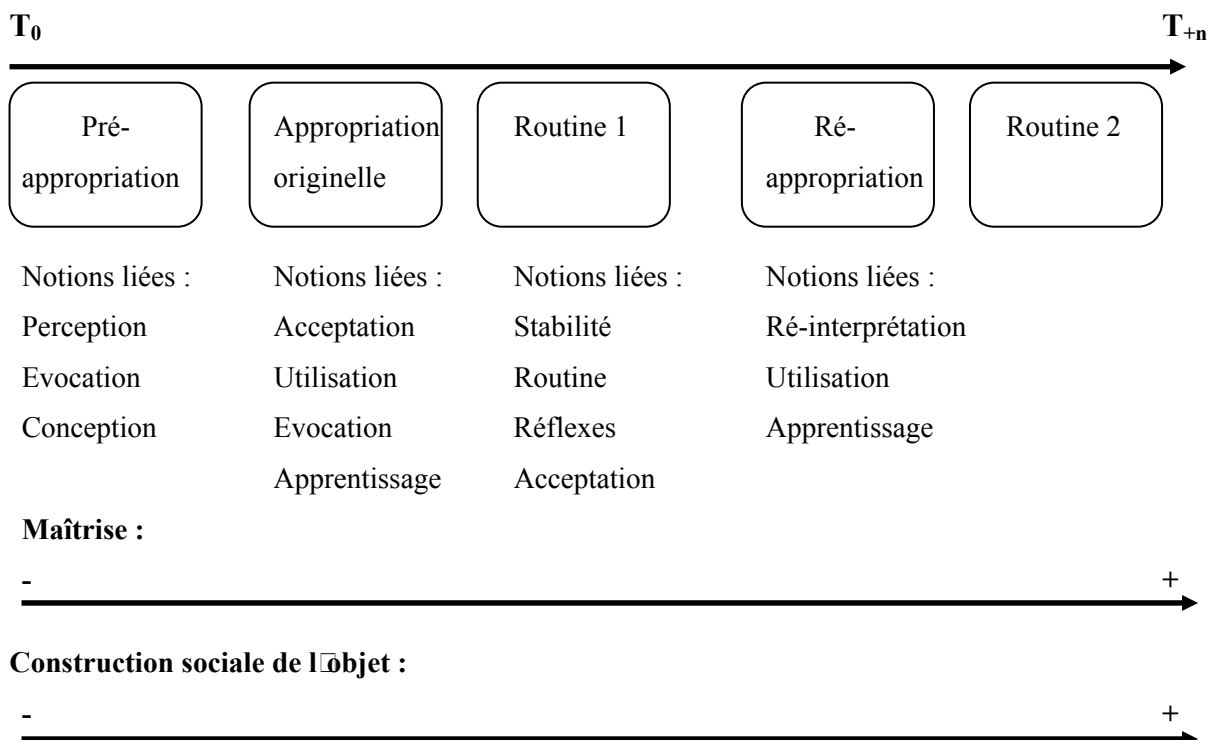 T₀ T₊ₙ
Pré- Appropriation Routine 1 Ré- Routine 2
appropriation originelle appropriation
Notions liées : Notions liées : Notions liées : Notions liées :
Perception Acceptation Stabilité Ré-interprétation
Evocation Utilisation Routine Utilisation
Conception Evocation Réflexes Apprentissage
Apprentissage Acceptation
Maîtrise :
- +
Construction sociale de l□objet :
- +